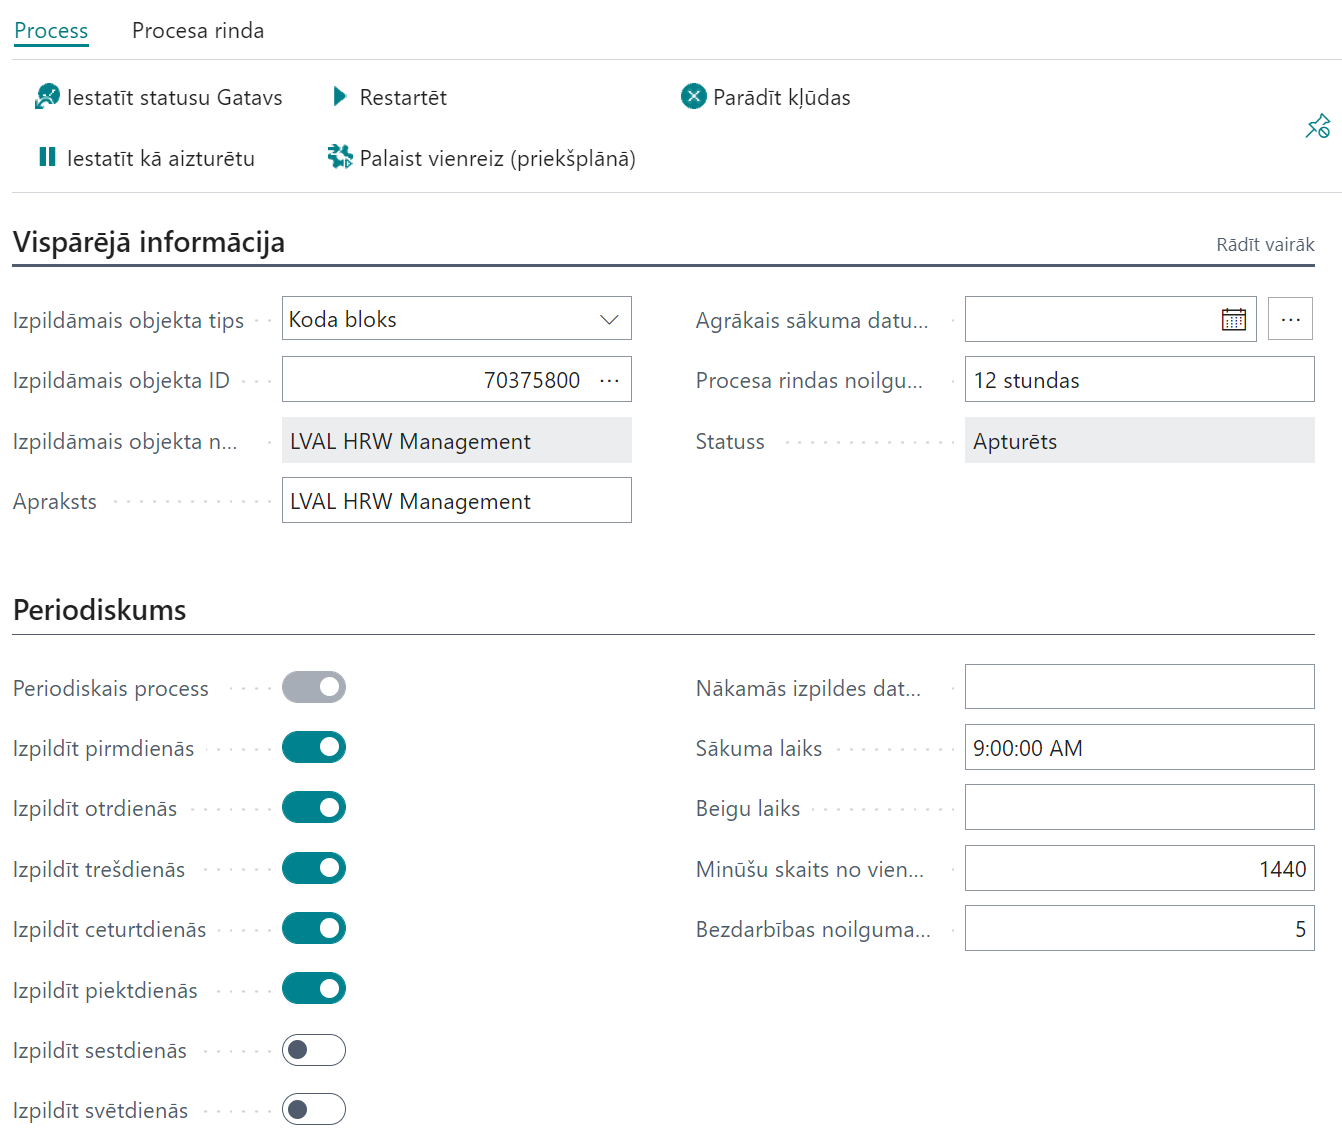 Process Procesa rinda
Iestatīt statusu Gatavs Restartēt Parādīt kļūdas
Iestatīt kā aizturētu Palaist vienreiz (priekšplānā)
Vispārējā informācija Rādīt vairāk
Izpildāmais objekta tips Koda bloks
Izpildāmais objekta ID 70375800 ...
Izpildāmais objekta n... LVAL HRW Management
Apraksts LVAL HRW Management
Agrākais sākuma datu... ...
Procesa rindas noilgu... 12 stundas
Statuss Apturēts
Periodiskums
Periodiskais process
Izpildīt pirmdienās
Izpildīt otrdienās
Izpildīt trešdienās
Izpildīt ceturtdienās
Izpildīt piektdienās
Izpildīt sestdienās
Izpildīt svētdienās
Nākamās izpildes dat...
Sākuma laiks 9:00:00 AM
Beigu laiks
Minūšu skaits no vien... 1440
Bezdarbības noilguma... 5